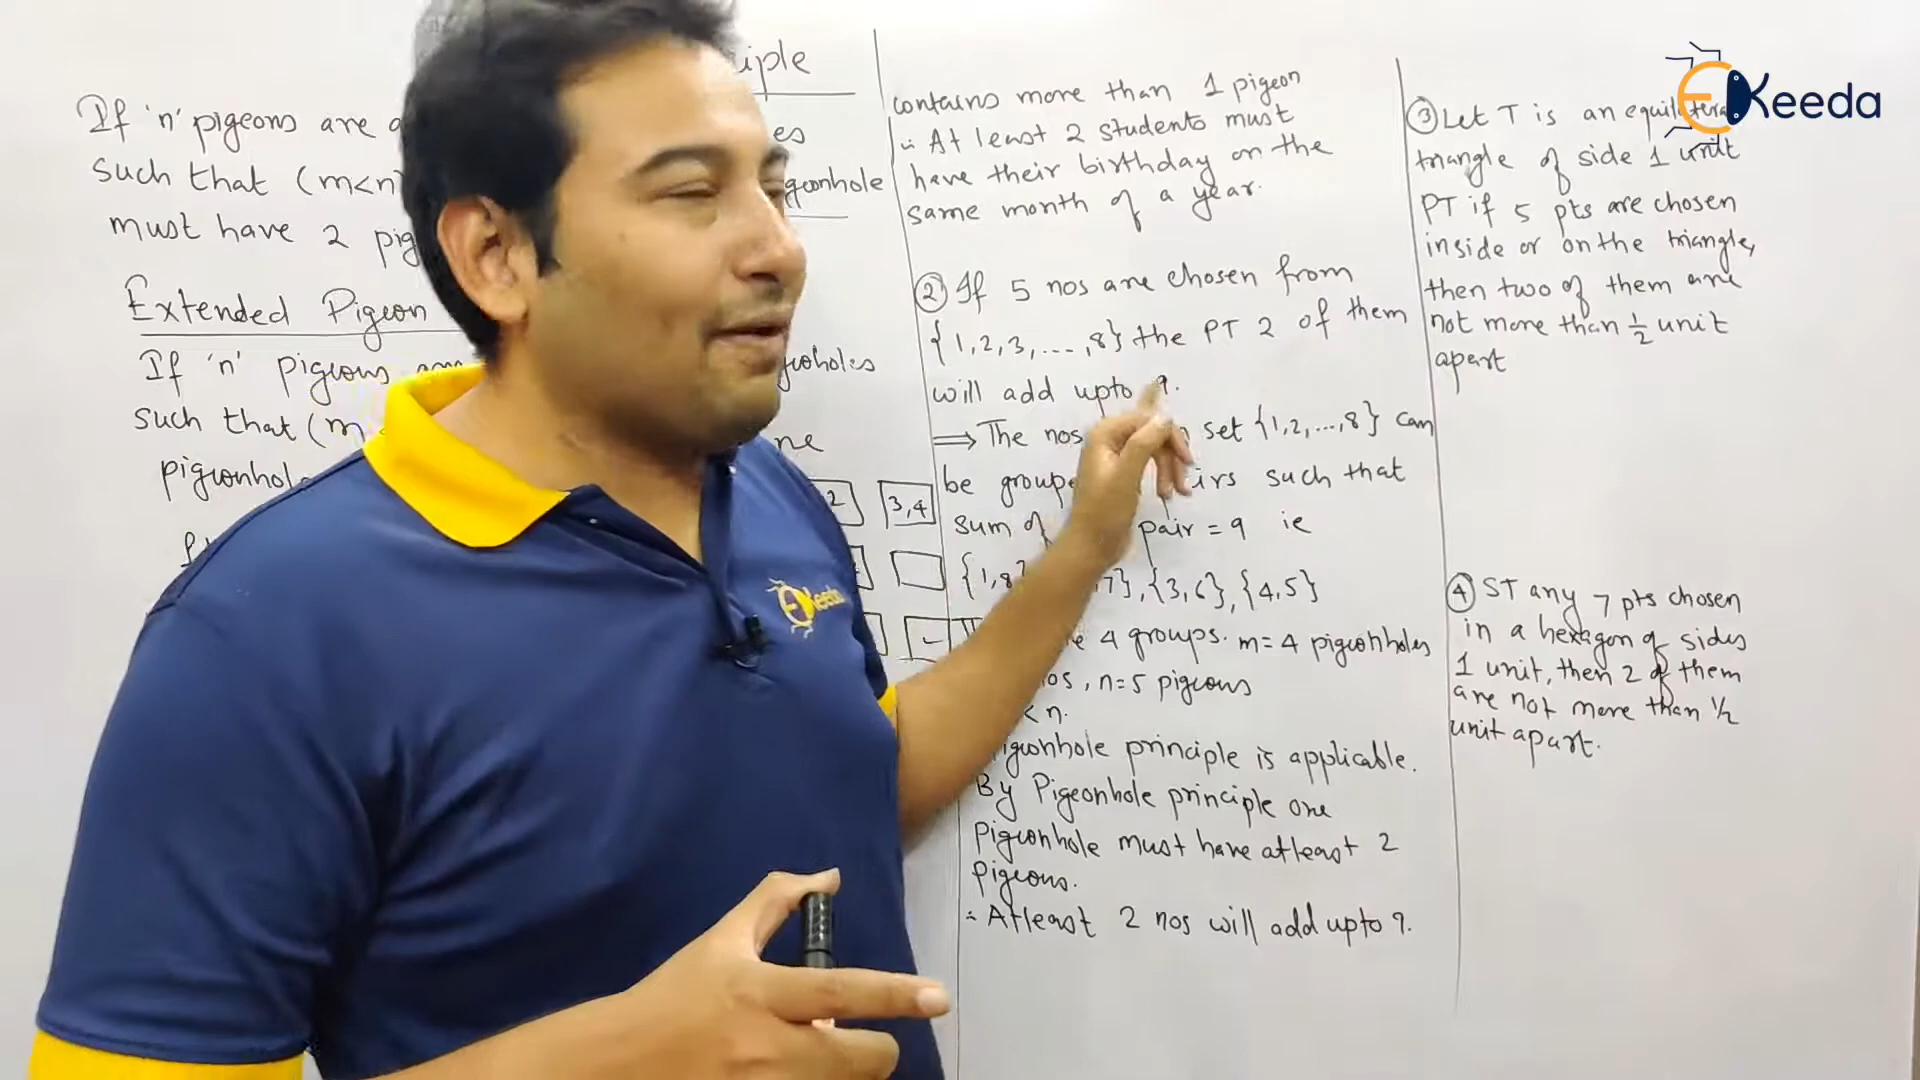 iple
If 'n' pigeons are
es
such that (m<n)
geonhole
must have 2 pig
Extended Pigeon
If 'n' pigeons
geoholes
such that (m
ne
pigeonhol
2
3,4
contains more than 1 pigeon
∴ At least 2 students must
have their birthday on the
same month of a year.
② If 5 nos are chosen from
{1,2,3,....,8} the PT 2 of them
will add upto 9.
⟹ The nos set {1,2,...,8} can
be groupe irs such that
sum of pair = 9 ie
{1,8} 7}, {3,6}, {4,5}
e 4 groups. m=4 pigeonholes
nos, n=5 pigeons
< n.
igeonhole principle is applicable.
By Pigeonhole principle one
pigeonhole must have atleast 2
pigeons.
∴ Atleast 2 nos will add upto 9.
③ Let T is an equilatera
triangle of side 1 unit
PT if 5 pts are chosen
inside or on the triangle,
then two of them are
not more than 1/2 unit
apart
④ ST any 7 pts chosen
in a hexagon of sides
1 unit, then 2 of them
are not more than 1/2
unit apart.
EKeeda
EKeeda